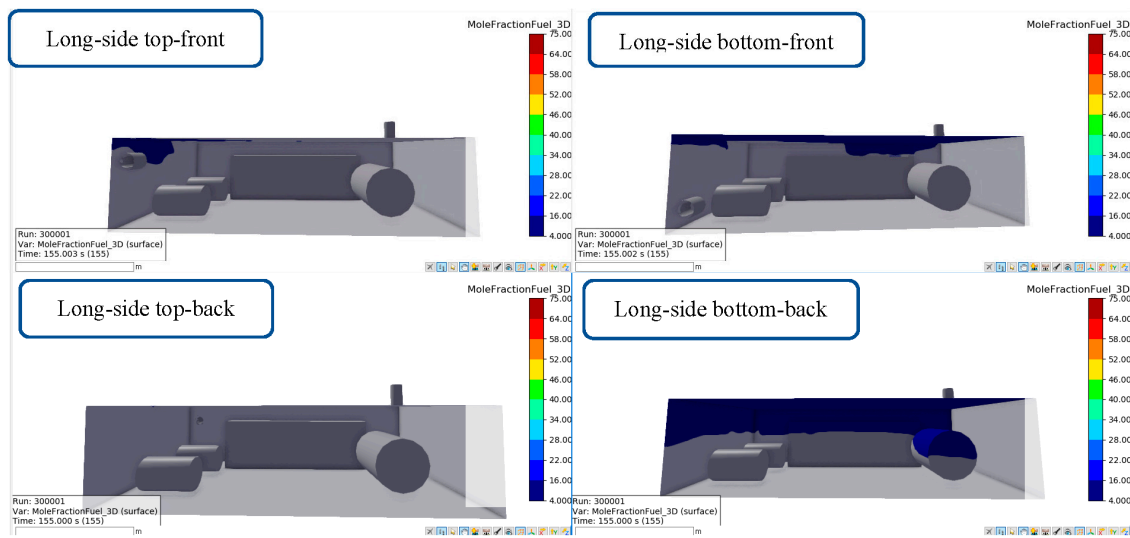 Long-side top-front
MoleFractionFuel_3D
75.00
64.00
58.00
52.00
46.00
40.00
34.00
28.00
22.00
16.00
4.000
Run: 300001
Var: MoleFractionFuel_3D (surface)
Time: 155.003 s (155)
m
Long-side bottom-front
MoleFractionFuel_3D
75.00
64.00
58.00
52.00
46.00
40.00
34.00
28.00
22.00
16.00
4.000
Run: 300001
Var: MoleFractionFuel_3D (surface)
Time: 155.002 s (155)
m
Long-side top-back
MoleFractionFuel_3D
75.00
64.00
58.00
52.00
46.00
40.00
34.00
28.00
22.00
16.00
4.000
Run: 300001
Var: MoleFractionFuel_3D (surface)
Time: 155.000 s (155)
m
Long-side bottom-back
MoleFractionFuel_3D
75.00
64.00
58.00
52.00
46.00
40.00
34.00
28.00
22.00
16.00
4.000
Run: 300001
Var: MoleFractionFuel_3D (surface)
Time: 155.000 s (155)
m